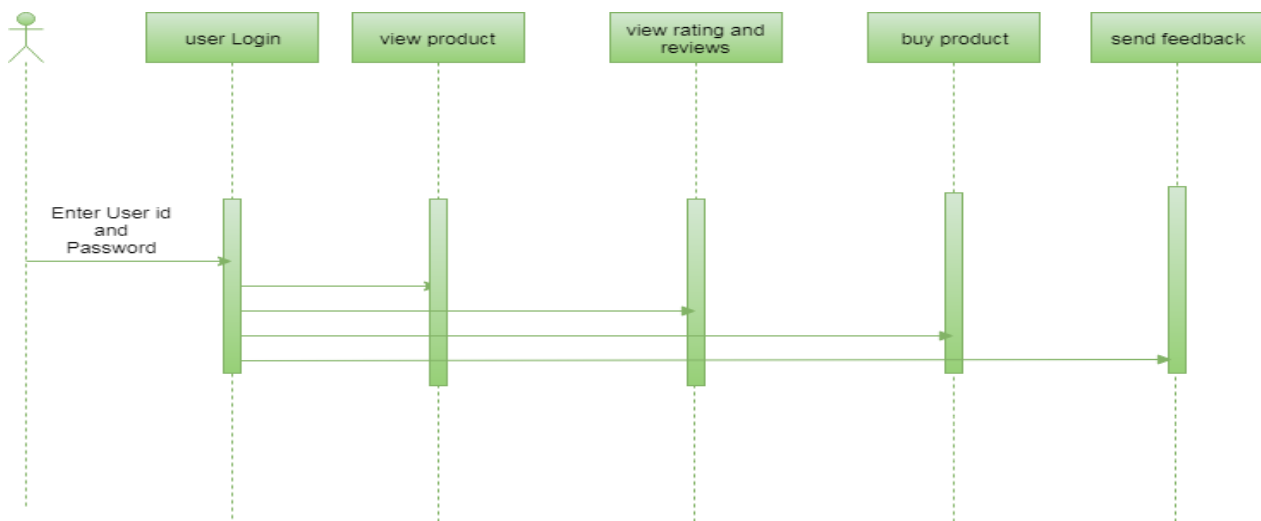 user Login
view product
view rating and
reviews
buy product
send feedback
Enter User id
and
Password